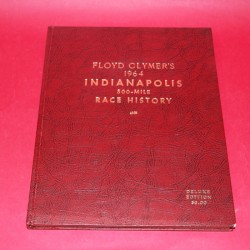 FLOYD CLYMER'S
1964
INDIANAPOLIS
500-MILE
RACE HISTORY
DELUXE
EDITION